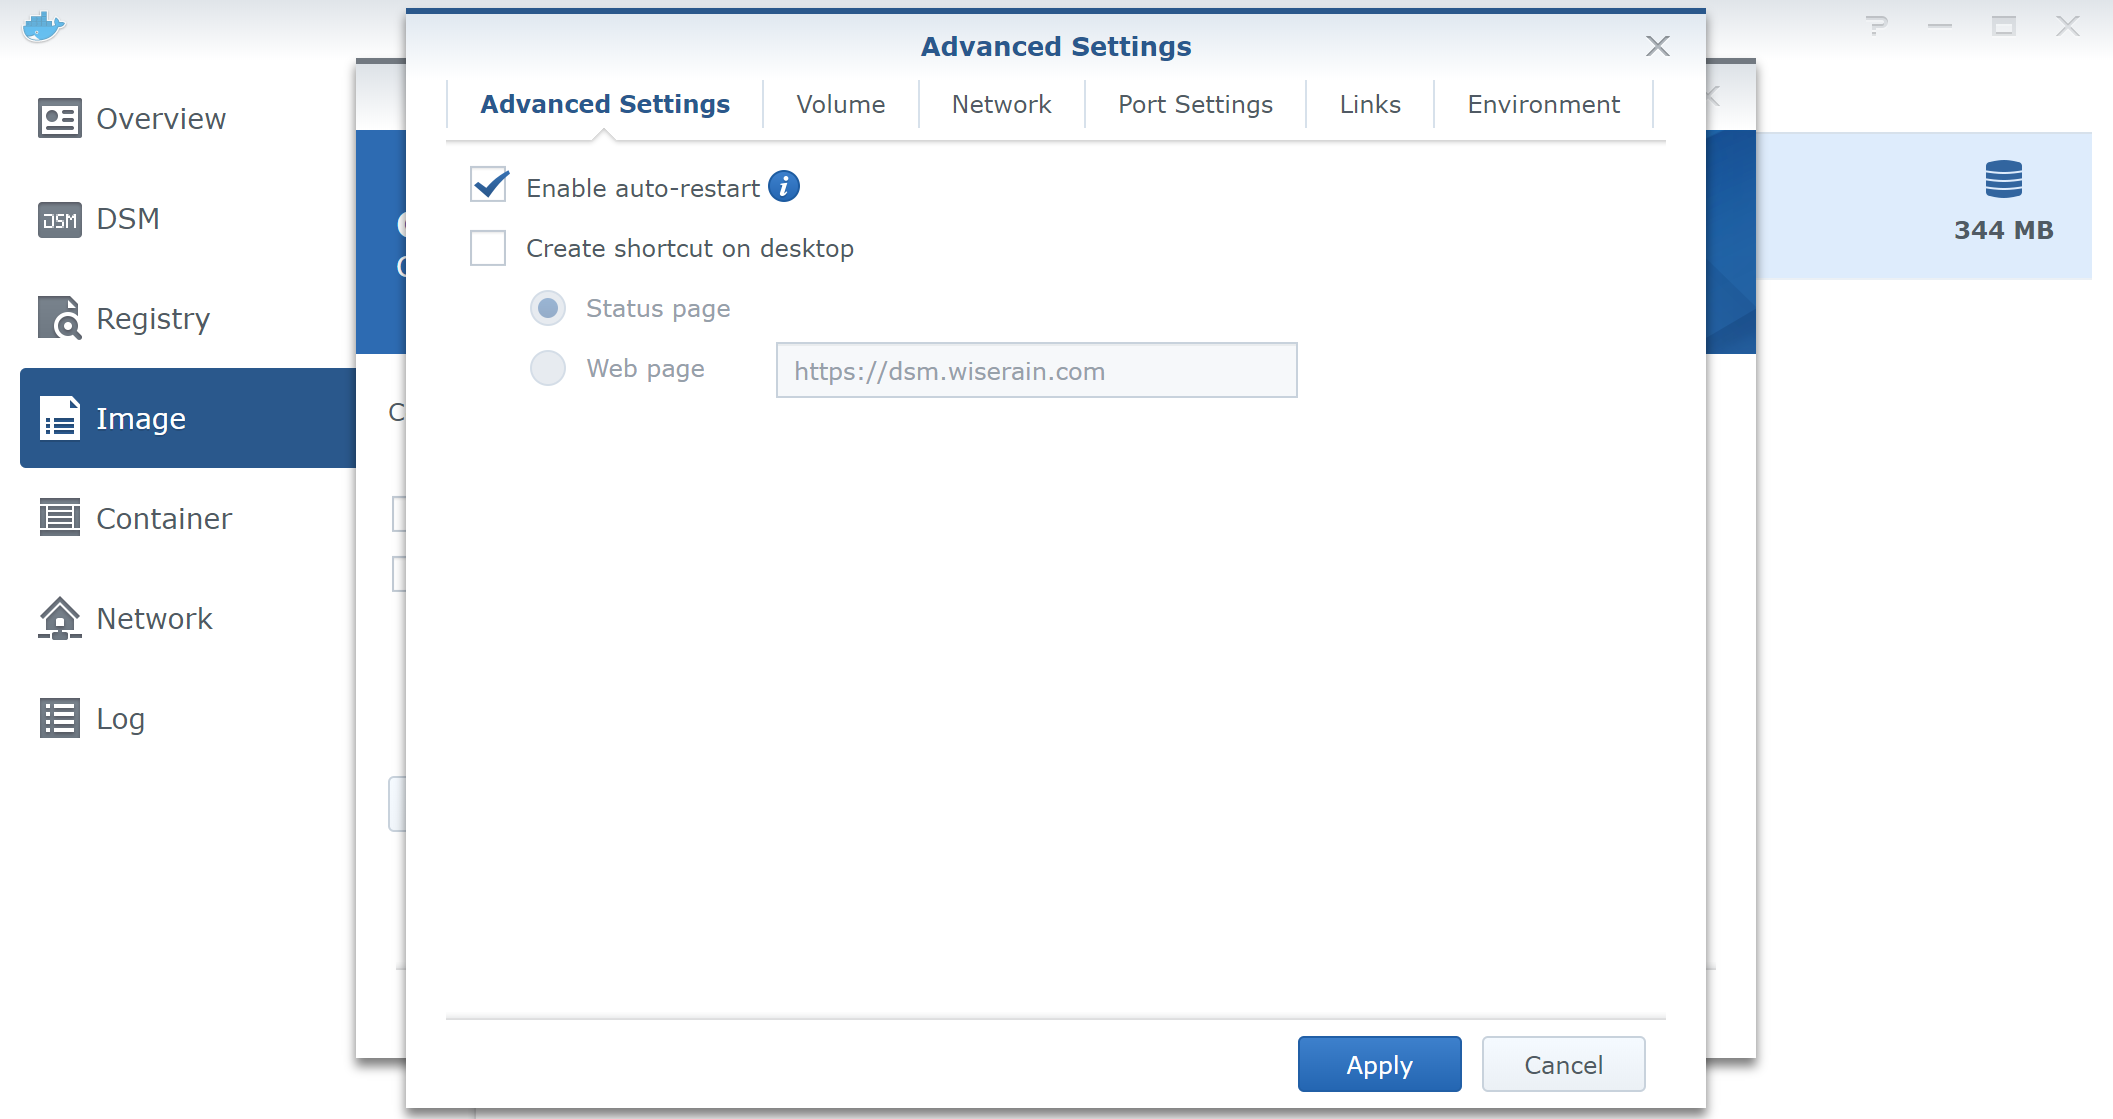 Advanced Settings
Advanced Settings
Volume
Network
Port Settings
Links
Environment
Overview
DSM
DSM
Registry
Image
Container
Network
Log
Enable auto-restart
i
Create shortcut on desktop
Status page
Web page
https://dsm.wiserain.com
344 MB
Apply
Cancel